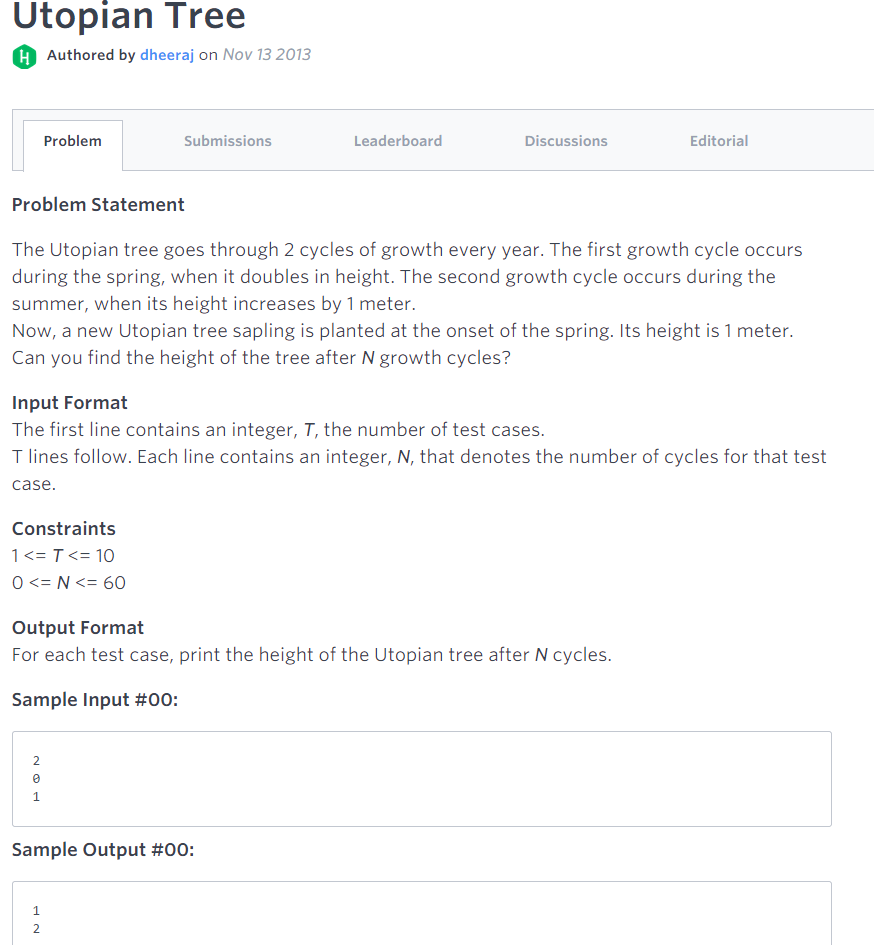 Utopian Tree
H Authored by dheeraj on Nov 13 2013
Problem Submissions Leaderboard Discussions Editorial
Problem Statement
The Utopian tree goes through 2 cycles of growth every year. The first growth cycle occurs
during the spring, when it doubles in height. The second growth cycle occurs during the
summer, when its height increases by 1 meter.
Now, a new Utopian tree sapling is planted at the onset of the spring. Its height is 1 meter.
Can you find the height of the tree after N growth cycles?
Input Format
The first line contains an integer, T, the number of test cases.
T lines follow. Each line contains an integer, N, that denotes the number of cycles for that test
case.
Constraints
1 <= T <= 10
0 <= N <= 60
Output Format
For each test case, print the height of the Utopian tree after N cycles.
Sample Input #00:
2
0
1
Sample Output #00:
1
2